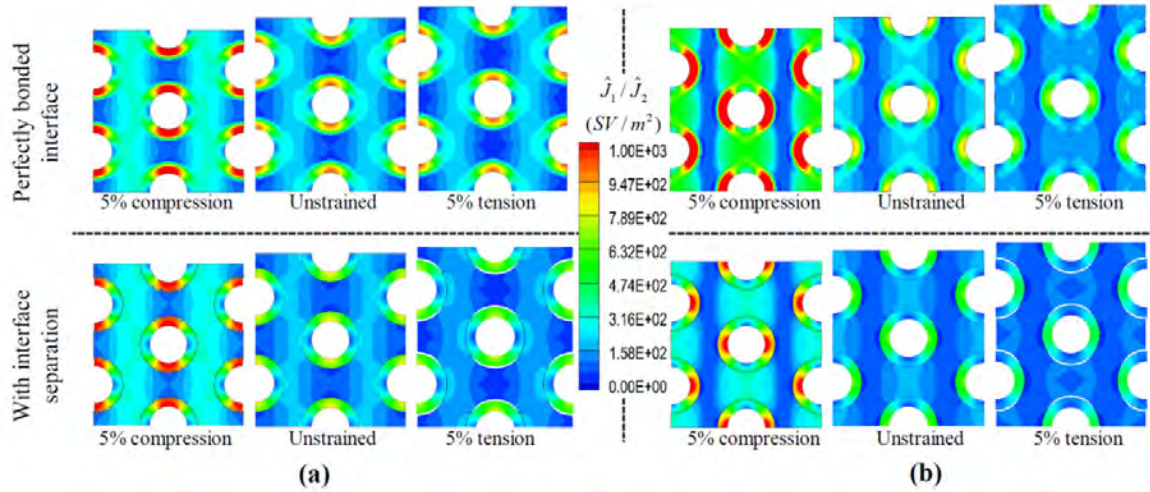 Perfectly bonded
interface
5% compression
Unstrained
5% tension
Ĵ₁ / Ĵ₂
(SV / m²)
1.00E+03
9.47E+02
7.89E+02
6.32E+02
4.74E+02
3.16E+02
1.58E+02
0.00E+00
5% compression
Unstrained
5% tension
With interface
separation
5% compression
Unstrained
5% tension
5% compression
Unstrained
5% tension
(a)
(b)